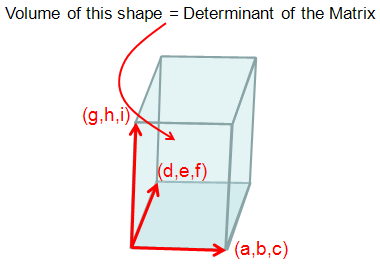 Volume of this shape = Determinant of the Matrix
(g,h,i)
(d,e,f)
(a,b,c)